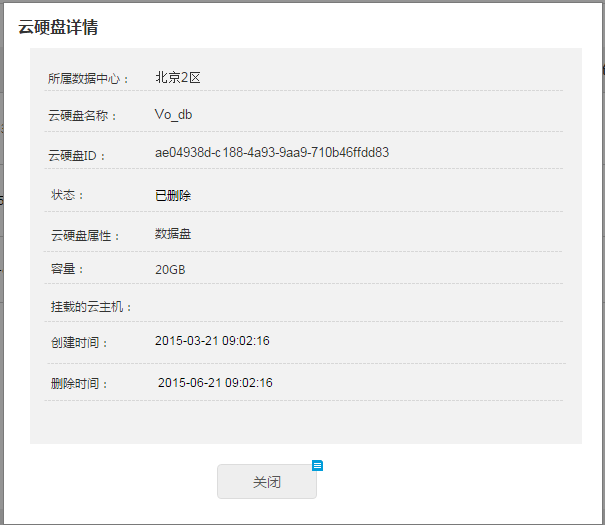 云硬盘详情
所属数据中心： 北京2区
云硬盘名称： Vo_db
云硬盘ID： ae04938d-c188-4a93-9aa9-710b46ffdd83
状态： 已删除
云硬盘属性： 数据盘
容量： 20GB
挂载的云主机：
创建时间： 2015-03-21 09:02:16
删除时间： 2015-06-21 09:02:16
关闭